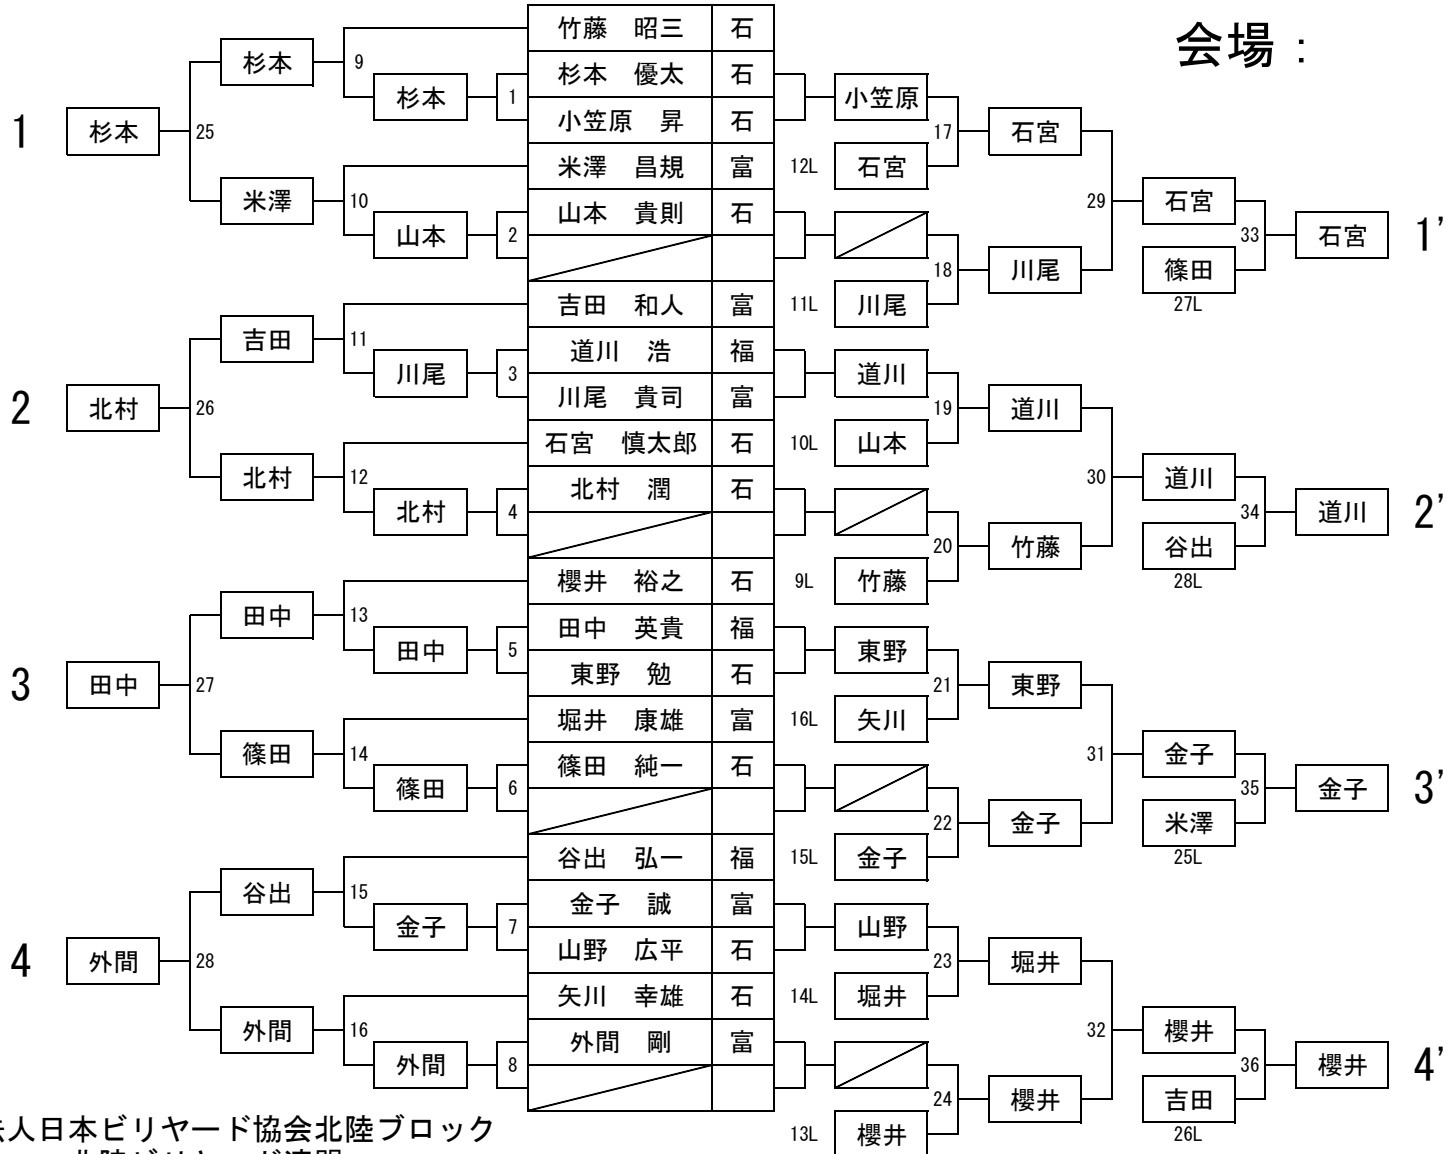 会場：
竹藤　昭三 石
杉本　優太 石
小笠原　昇 石
米澤　昌規 富
山本　貴則 石
吉田　和人 富
道川　浩 福
川尾　貴司 富
石宮　慎太郎 石
北村　潤 石
櫻井　裕之 石
田中　英貴 福
東野　勉 石
堀井　康雄 富
篠田　純一 石
谷出　弘一 福
金子　誠 富
山野　広平 石
矢川　幸雄 石
外間　剛 富
1 杉本 25
杉本 9
杉本 1
米澤 10
山本 2
2 北村 26
吉田 11
川尾 3
北村 12
北村 4
3 田中 27
田中 13
田中 5
篠田 14
篠田 6
4 外間 28
谷出 15
金子 7
外間 16
外間 8
小笠原 17 石宮
12L 石宮
29 石宮 33 石宮 1'
18 川尾 篠田
11L 川尾 27L
道川 19 道川
10L 山本
30 道川 34 道川 2'
20 竹藤 谷出
9L 竹藤 28L
東野 21 東野
16L 矢川
31 金子 35 金子 3'
22 金子 米澤
15L 金子 25L
山野 23 堀井
14L 堀井
32 櫻井 36 櫻井 4'
24 櫻井 吉田
13L 櫻井 26L
法人日本ビリヤード協会北陸ブロック